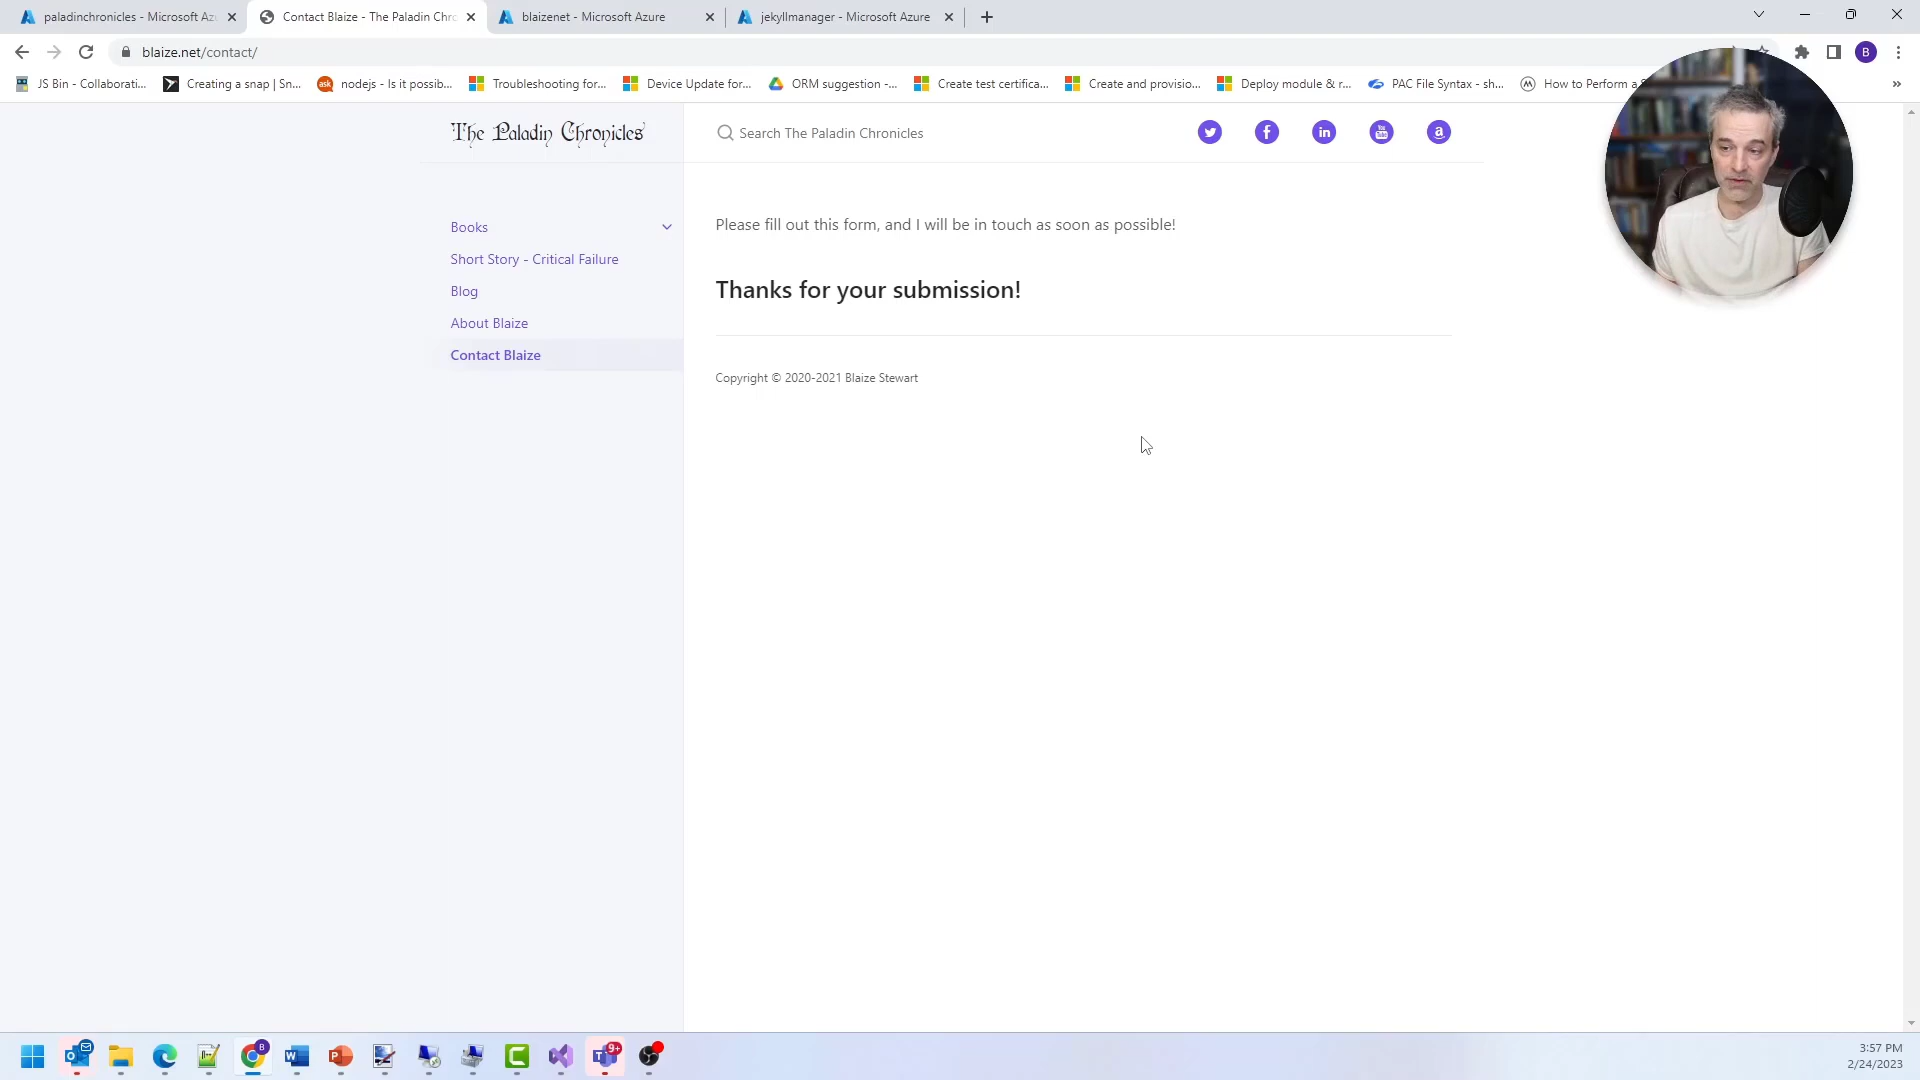 paladinchronicles - Microsoft Az
Contact Blaize - The Paladin Chro
blaizenet - Microsoft Azure
jekyllmanager - Microsoft Azure
blaize.net/contact/
B
JS Bin - Collaborati...
Creating a snap | Sn...
ask
nodejs - Is it possib...
Troubleshooting for...
Device Update for...
ORM suggestion -...
Create test certifica...
Create and provisio...
Deploy module & r...
PAC File Syntax - sh...
How to Perform a S
The Paladin Chronicles
Search The Paladin Chronicles
Books
Short Story - Critical Failure
Blog
About Blaize
Contact Blaize
Please fill out this form, and I will be in touch as soon as possible!
Thanks for your submission!
Copyright © 2020-2021 Blaize Stewart
9+
3:57 PM
2/24/2023